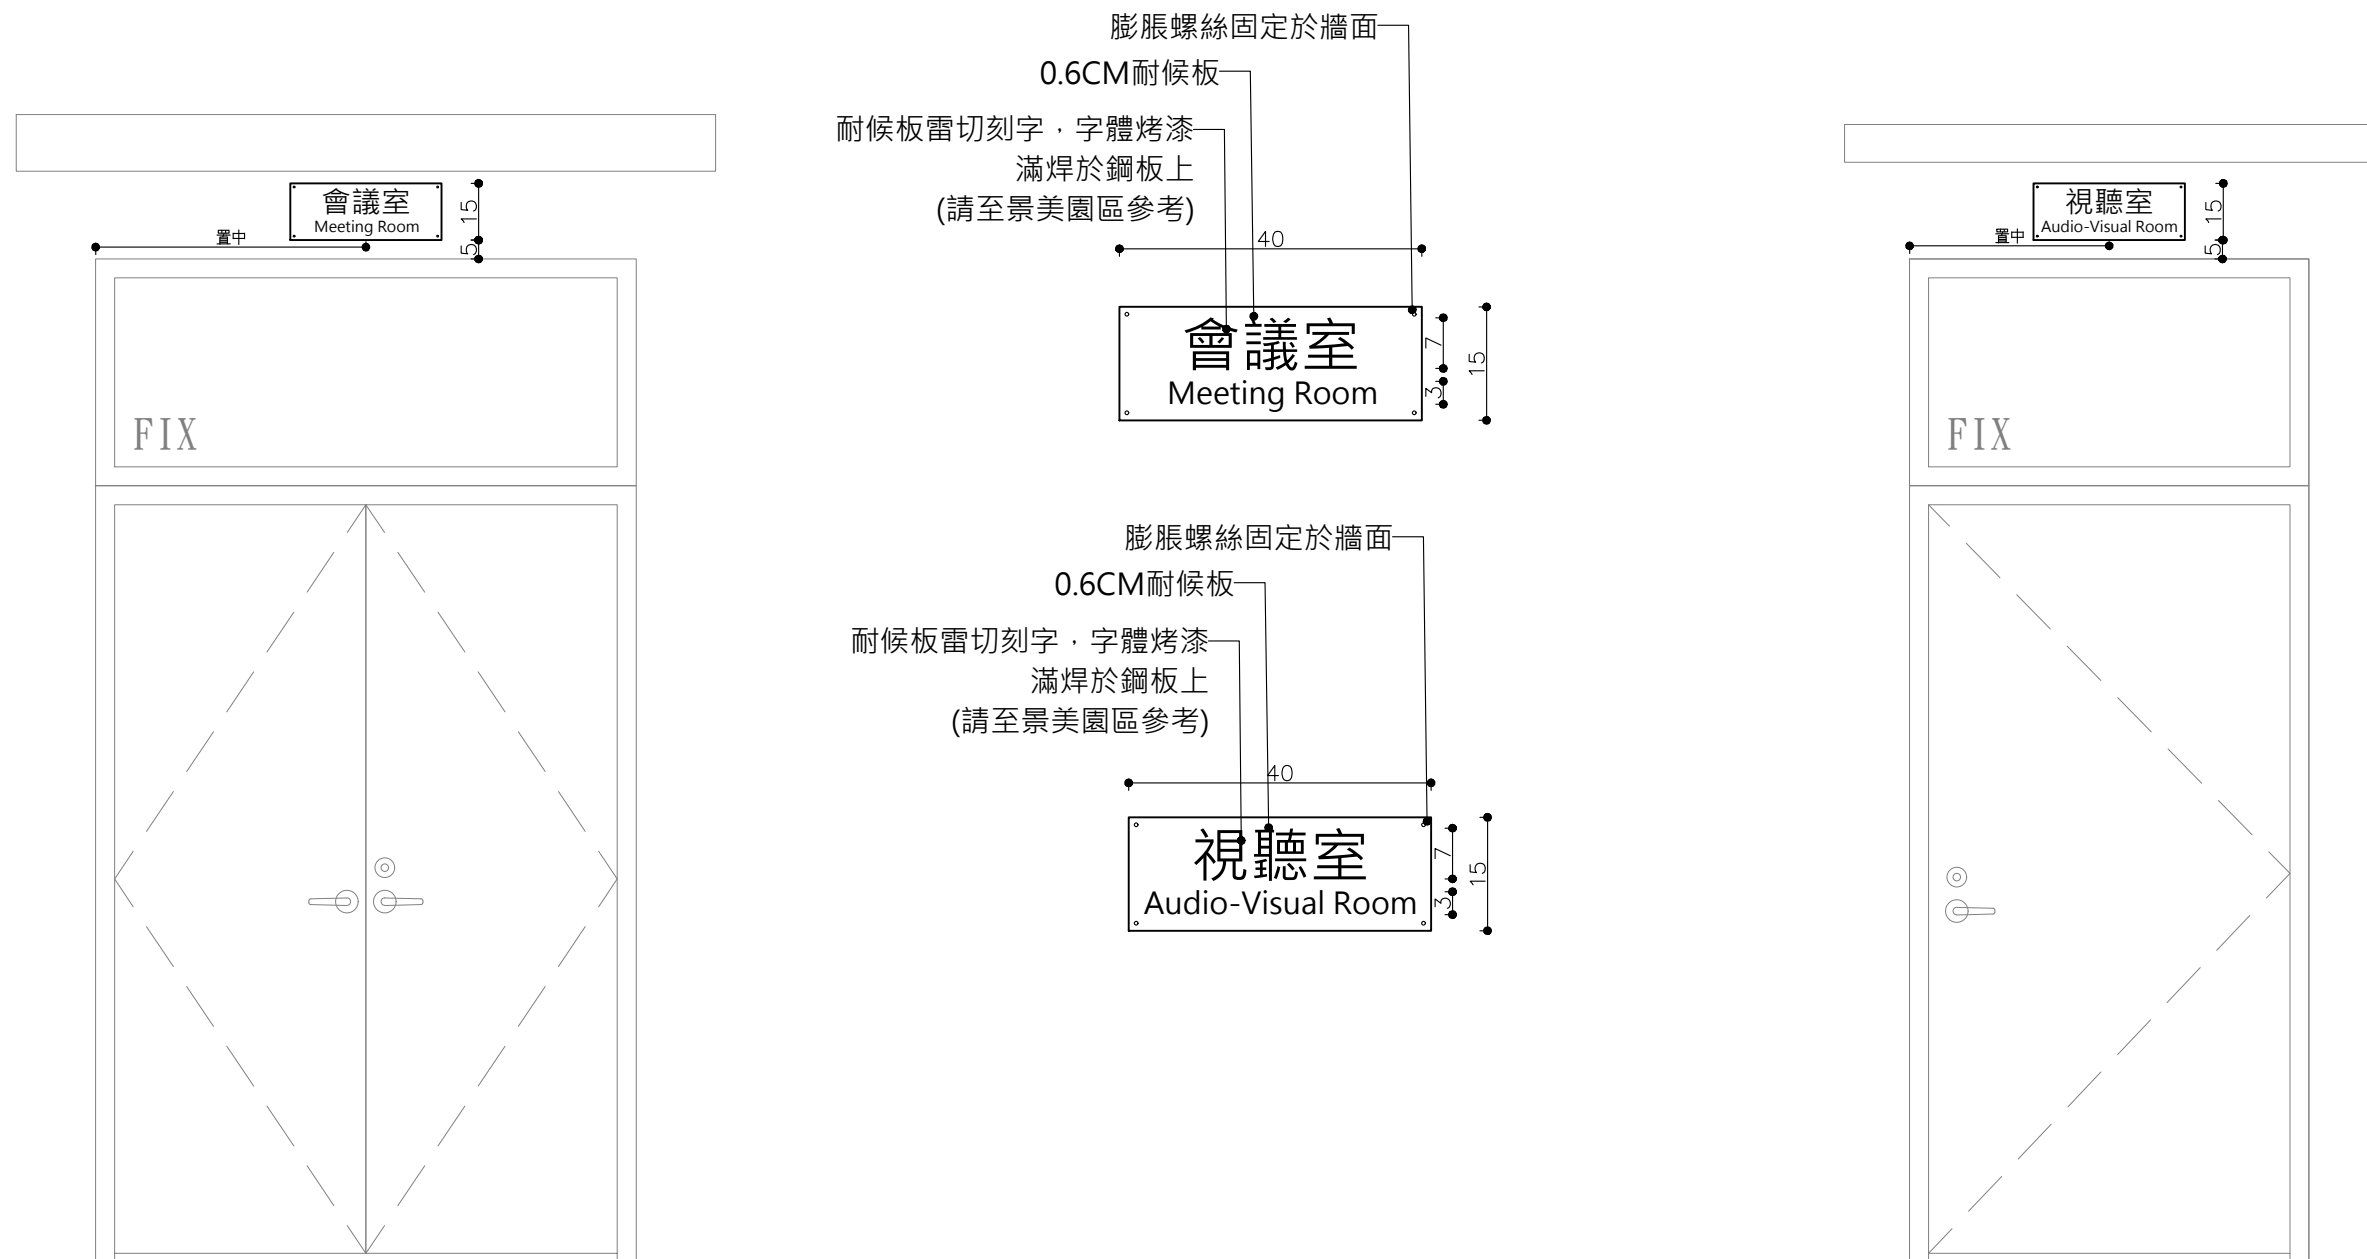 會議室
Meeting Room
15
5
置中
FIX
膨脹螺絲固定於牆面
0.6CM耐候板
耐候板雷切刻字，字體烤漆
滿焊於鋼板上
(請至景美園區參考)
40
會議室
Meeting Room
7
3
15
膨脹螺絲固定於牆面
0.6CM耐候板
耐候板雷切刻字，字體烤漆
滿焊於鋼板上
(請至景美園區參考)
40
視聽室
Audio-Visual Room
7
3
15
視聽室
Audio-Visual Room
15
5
置中
FIX